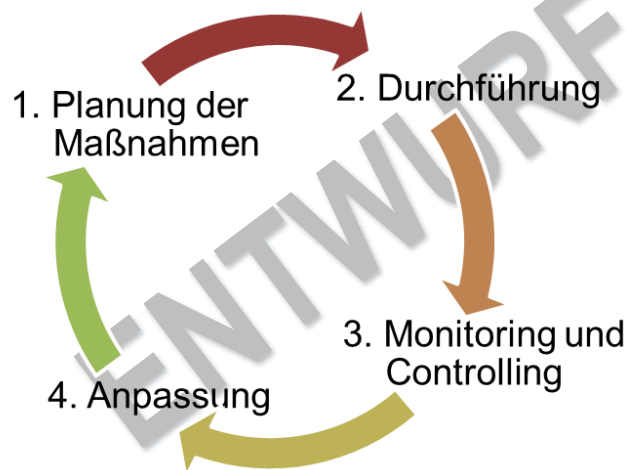 1. Planung der
Maßnahmen
2. Durchführung
3. Monitoring und
Controlling
4. Anpassung
ENTWURF